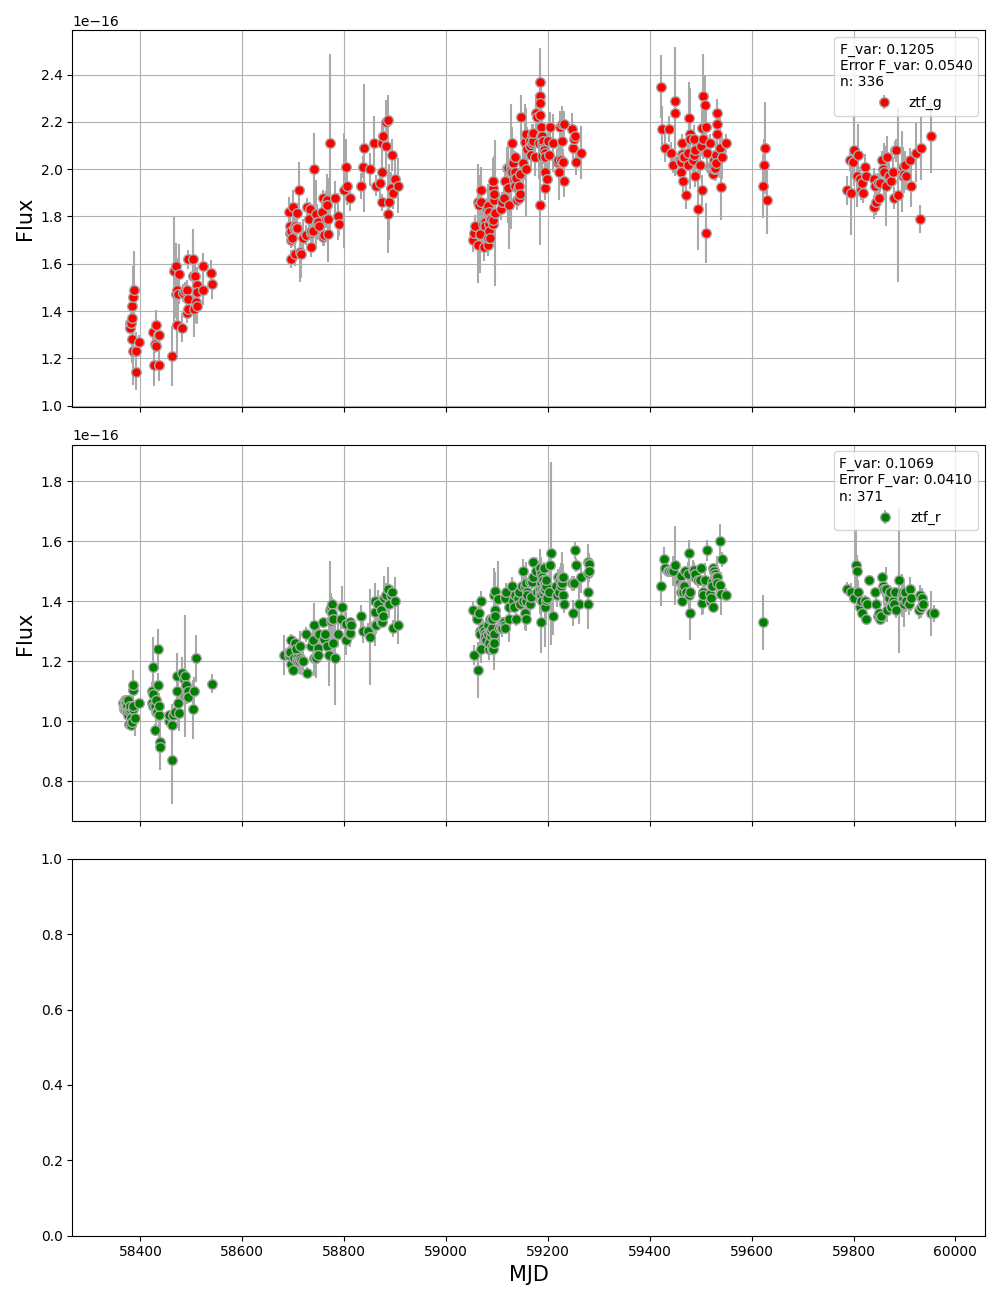 1e−16
Flux
2.4
2.2
2.0
1.8
1.6
1.4
1.2
1.0
F_var: 0.1205
Error F_var: 0.0540
n: 336
ztf_g
1e−16
Flux
1.8
1.6
1.4
1.2
1.0
0.8
F_var: 0.1069
Error F_var: 0.0410
n: 371
ztf_r
1.0
0.8
0.6
0.4
0.2
0.0
58400 58600 58800 59000 59200 59400 59600 59800 60000
MJD